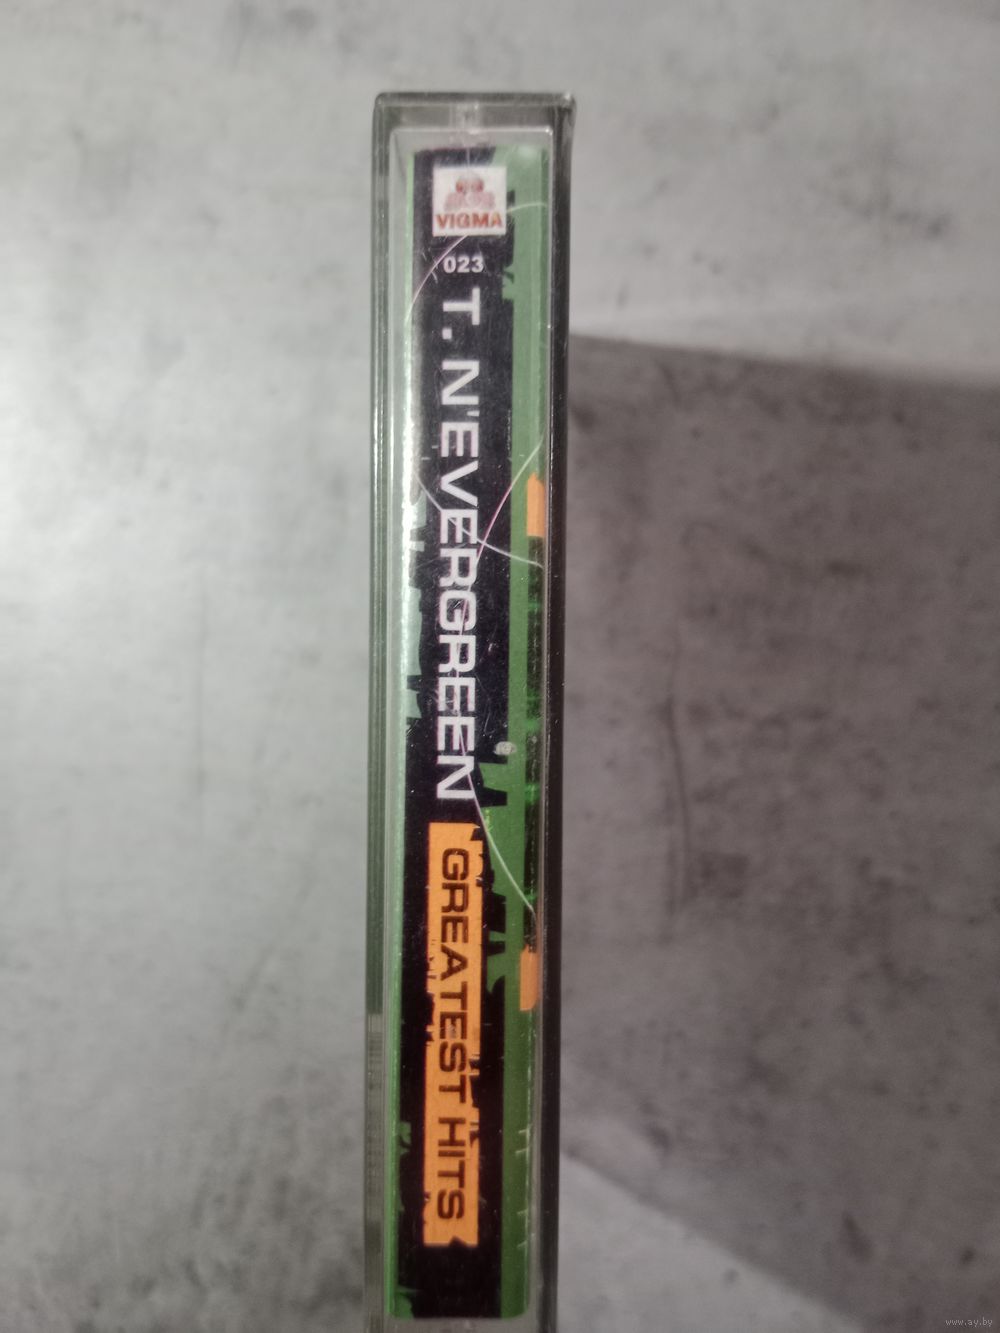 VIGMA
023
T. N'EVERGREEN
GREATEST HITS
www.ay.by